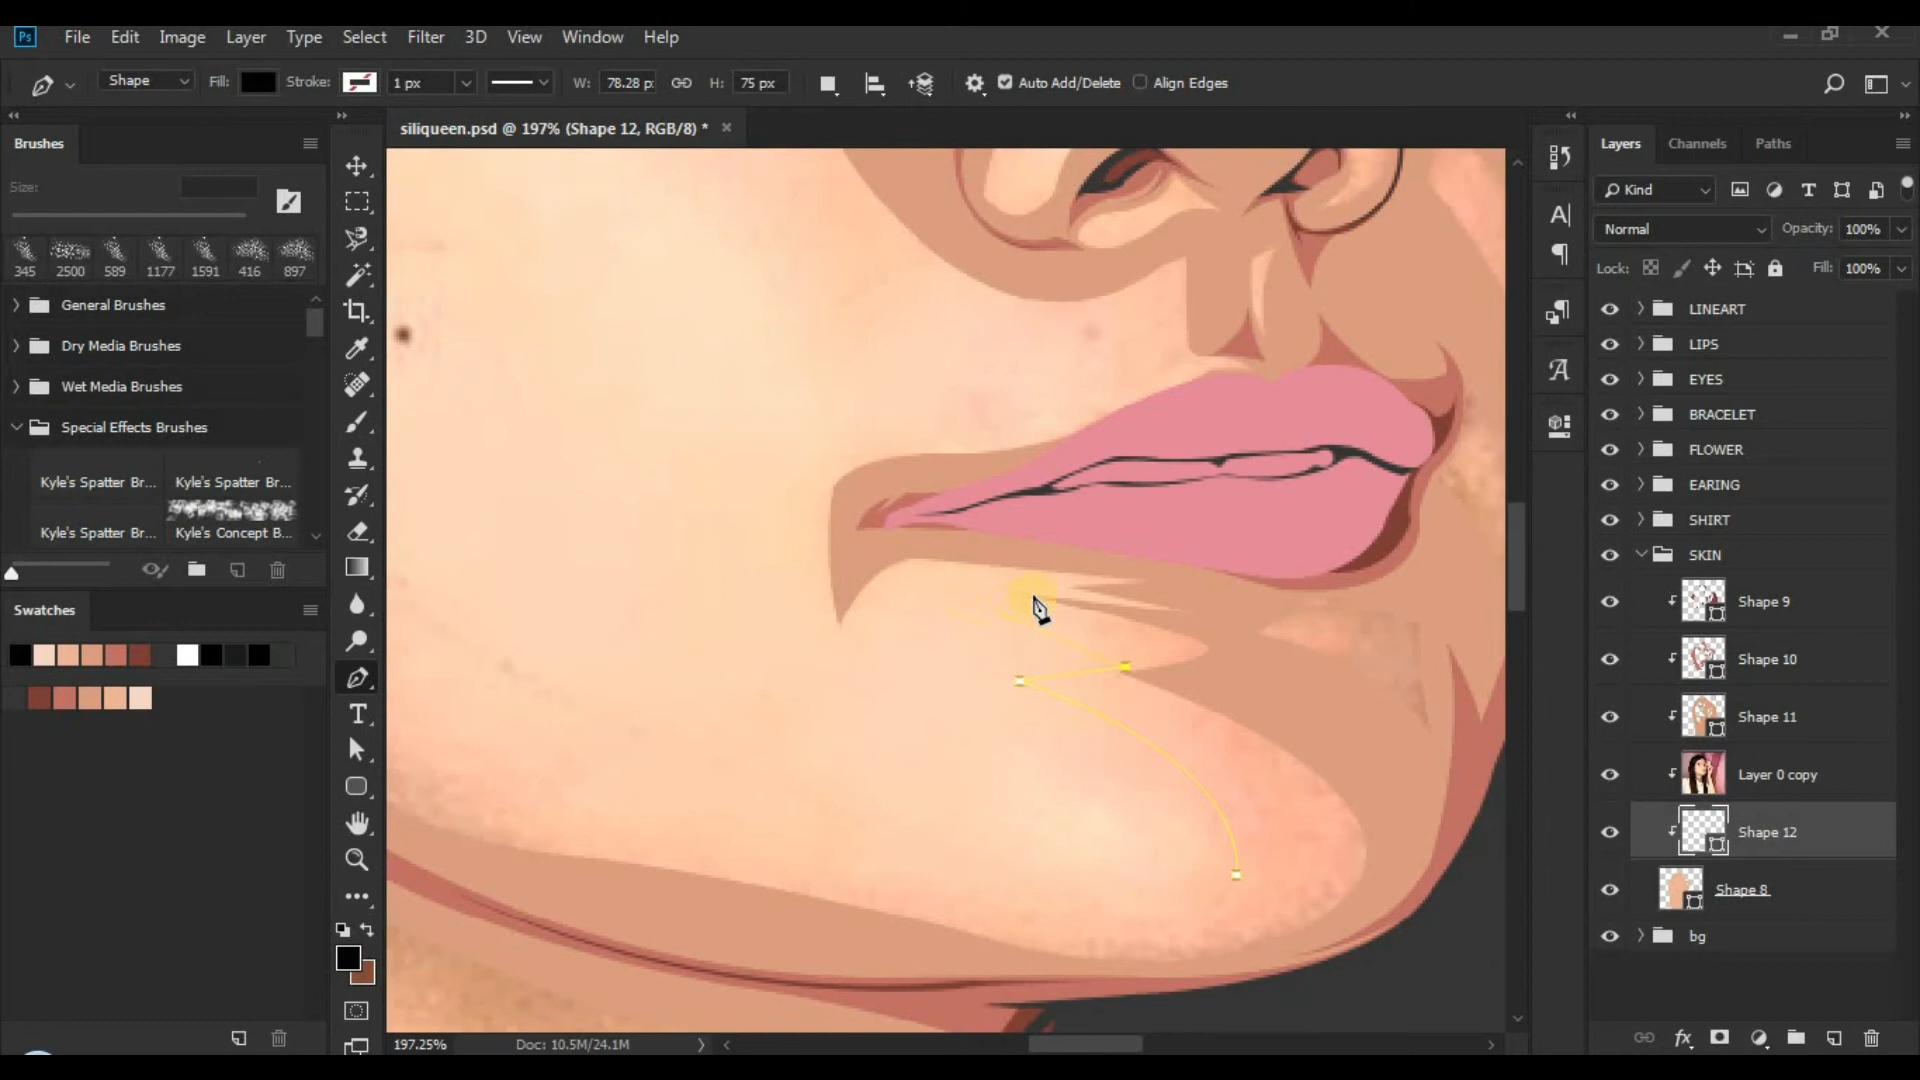 Ps File Edit Image Layer Type Select Filter 3D View Window Help
Shape Fill: Stroke: 1 px W: 78.28 p: H: 75 px Auto Add/Delete Align Edges
Brushes
siliqueen.psd @ 197% (Shape 12, RGB/8) *
Layers Channels Paths
Size:
Kind
Normal Opacity: 100%
345 2500 589 1177 1591 416 897
Lock: Fill: 100%
General Brushes
Dry Media Brushes
Wet Media Brushes
Special Effects Brushes
Kyle's Spatter Br... Kyle's Spatter Br...
Kyle's Spatter Br... Kyle's Concept B...
Swatches
LINEART
LIPS
EYES
BRACELET
FLOWER
EARING
SHIRT
SKIN
Shape 9
Shape 10
Shape 11
Layer 0 copy
Shape 12
Shape 8
bg
197.25% Doc: 10.5M/24.1M